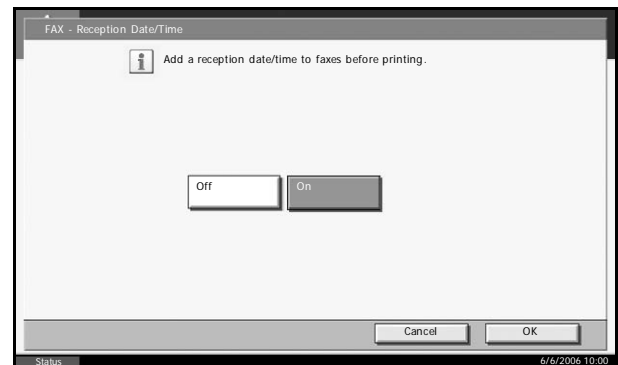 FAX - Reception Date/Time
Add a reception date/time to faxes before printing.
Off
On
Cancel
OK
Status
6/6/2006 10:00